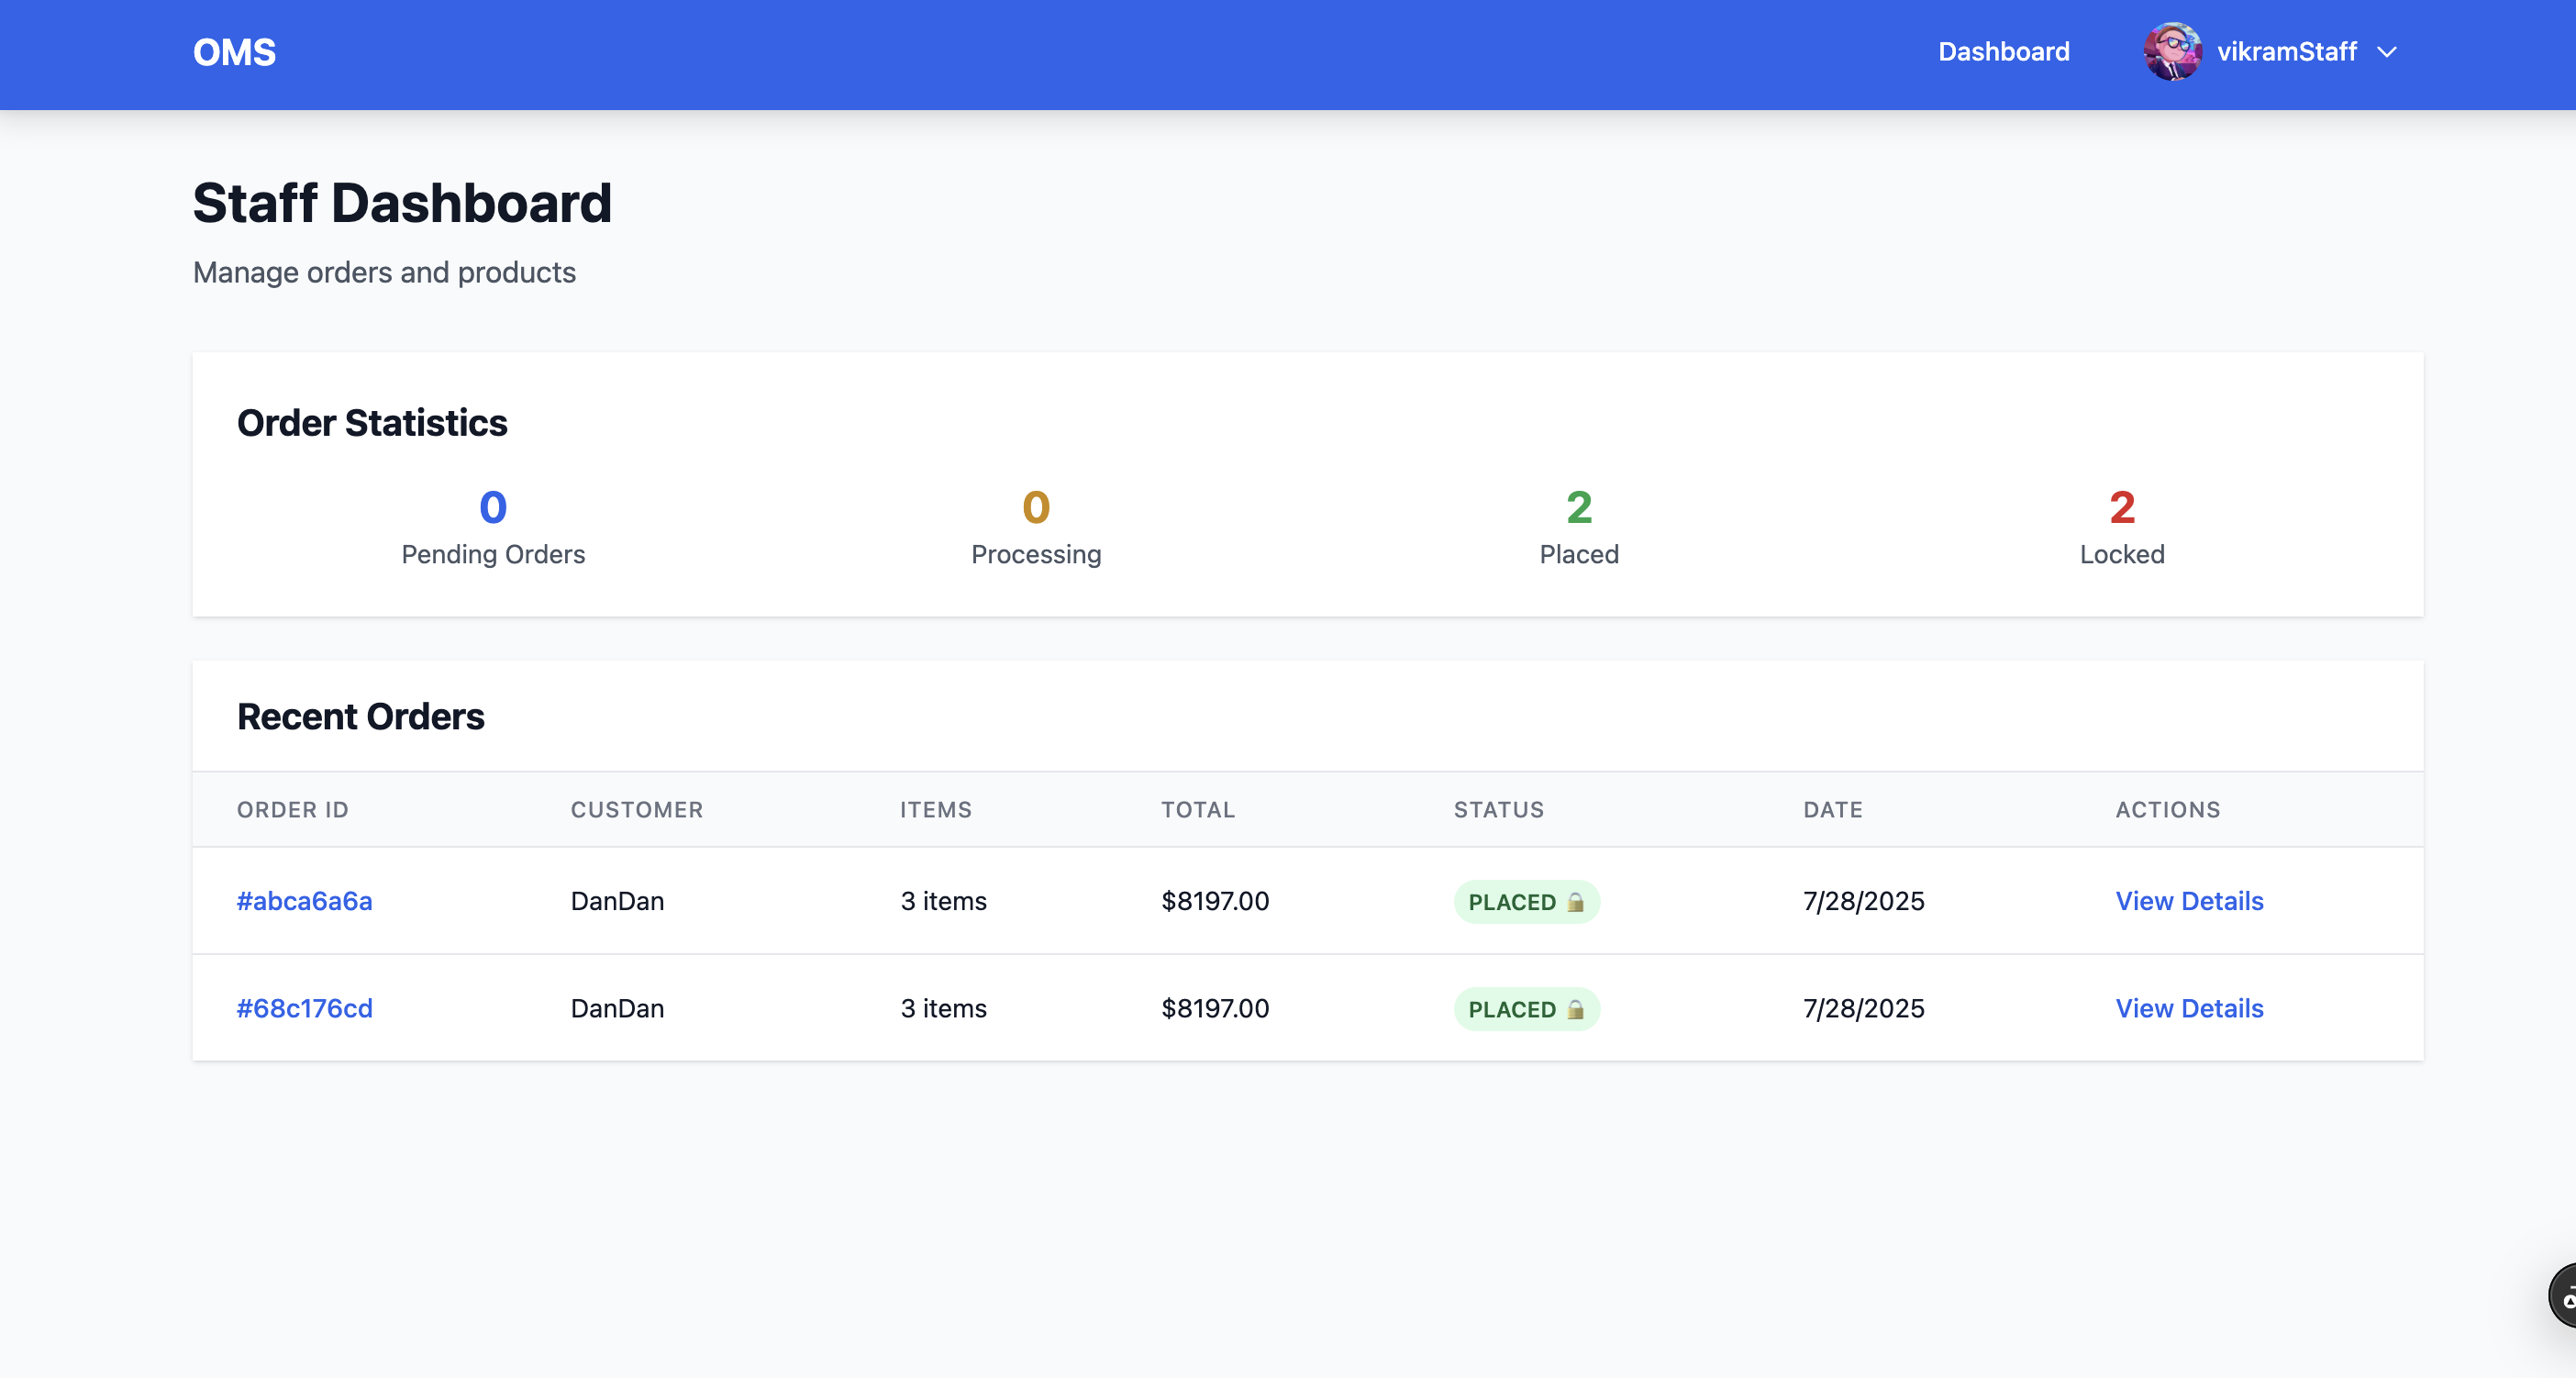 OMS Dashboard vikramStaff
Staff Dashboard
Manage orders and products
Order Statistics
0 0 2 2
Pending Orders Processing Placed Locked
Recent Orders
ORDER ID CUSTOMER ITEMS TOTAL STATUS DATE ACTIONS
#abca6a6a DanDan 3 items $8197.00 PLACED 🔒 7/28/2025 View Details
#68c176cd DanDan 3 items $8197.00 PLACED 🔒 7/28/2025 View Details